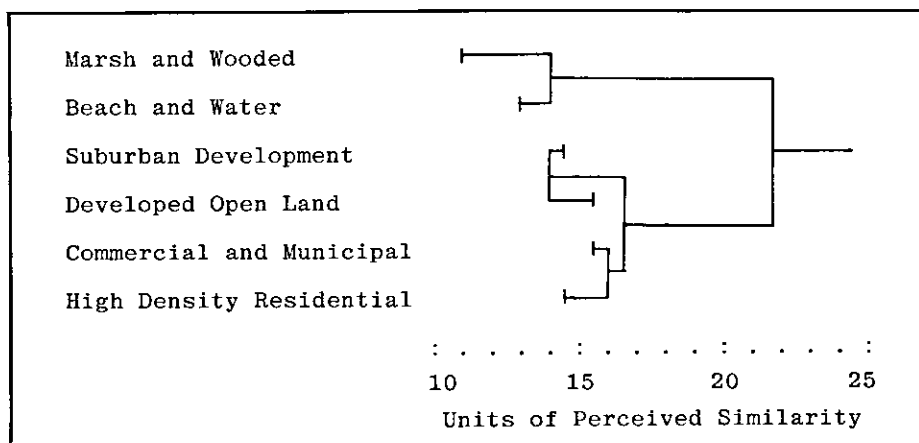 Marsh and Wooded
Beach and Water
Suburban Development
Developed Open Land
Commercial and Municipal
High Density Residential
: . . . . : . . . . : . . . . :
10 15 20 25
Units of Perceived Similarity